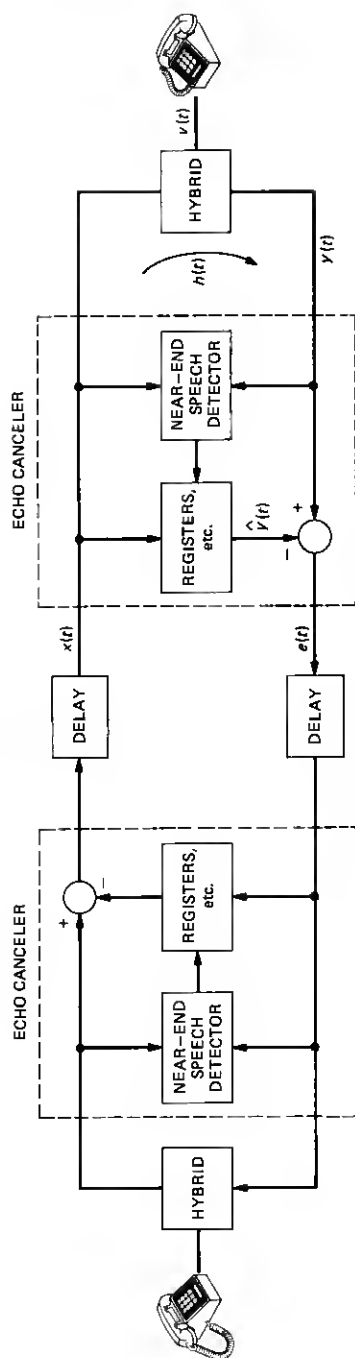 ECHO CANCELER
ECHO CANCELER
HYBRID
NEAR-END
SPEECH
DETECTOR
REGISTERS,
etc.
+
−
DELAY
x(t)
DELAY
e(t)
REGISTERS,
etc.
ŷ(t)
−
+
NEAR-END
SPEECH
DETECTOR
h(t)
HYBRID
v(t)
y(t)